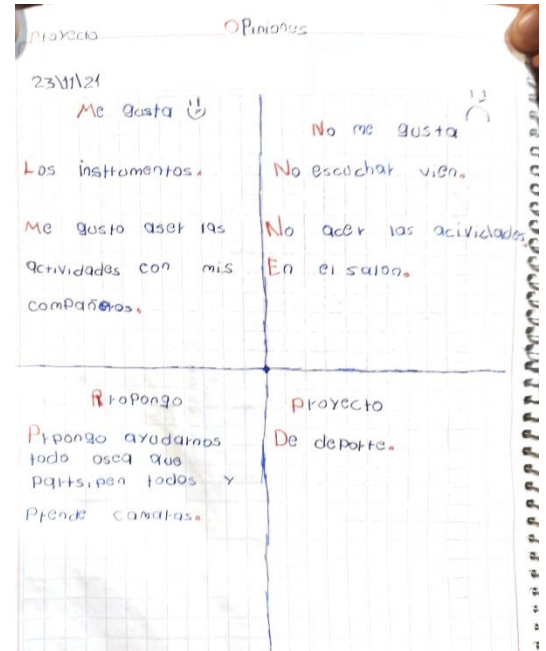 Proyecto
Opiniones
23\11\21
Me gusta
Los instrumentos.
Me gusto aser las
actividades con mis
compañeros.
No me gusta
No escuchar vien.
No acer las acividades
En el salon.
Propongo
Prpongo ayudarnos
todo osea que
partsipen todos y
Prende camaras.
proyecto
De deporte.